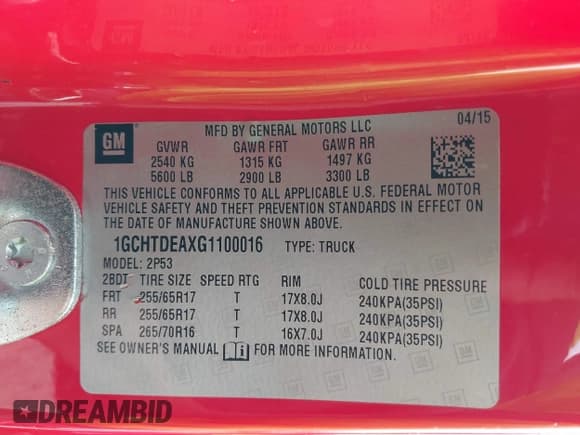 GM
MFD BY GENERAL MOTORS LLC
04/15
GVWR GAWR FRT GAWR RR
2540 KG 1315 KG 1497 KG
5600 LB 2900 LB 3300 LB
THIS VEHICLE CONFORMS TO ALL APPLICABLE U.S. FEDERAL MOTOR
VEHICLE SAFETY AND THEFT PREVENTION STANDARDS IN EFFECT ON
THE DATE OF MANUFACTURE SHOWN ABOVE.
1GCHTDEAXG1100016 TYPE: TRUCK
MODEL: 2P53
2BDT TIRE SIZE SPEED RTG RIM COLD TIRE PRESSURE
FRT 255/65R17 T 17X8.0J 240KPA(35PSI)
RR 255/65R17 T 17X8.0J 240KPA(35PSI)
SPA 265/70R16 T 16X7.0J 240KPA(35PSI)
SEE OWNER'S MANUAL FOR MORE INFORMATION.
DREAMBID